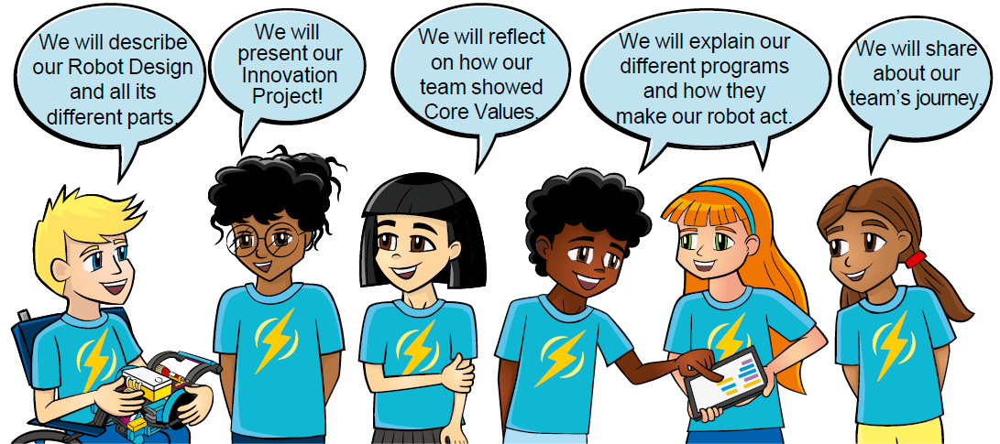 We will describe
our Robot Design
and all its
different parts.
We will
present our
Innovation
Project!
We will reflect
on how our
team showed
Core Values.
We will explain our
different programs
and how they
make our robot act.
We will share
about our
team’s journey.